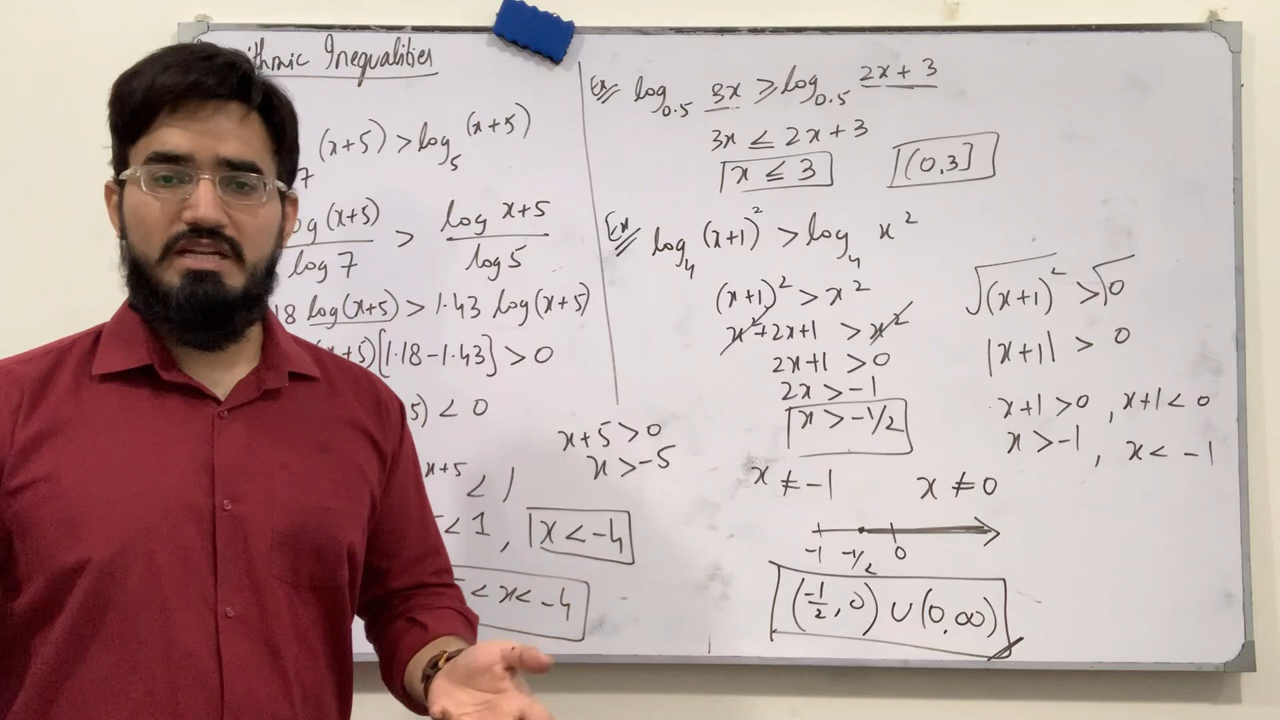 Inequalities
7 (x+5) > log₅ (x+5)
log(x+5) / log 7 > log x+5 / log 5
18 log(x+5) > 1.43 log(x+5)
(x+5)[1.18-1.43] > 0
5) < 0
x+5 < 1
< 1, x < -4
< x < -4
x+5 > 0
x > -5
Ex log₀.₅ 3x ≥ log₀.₅ 2x+3
3x ≤ 2x+3
x ≤ 3 (0,3]
Ex log₄ (x+1)² > log₄ x²
(x+1)² > x²
x²+2x+1 > x²
2x+1 > 0
2x > -1
x > -1/2
x ≠ -1 x ≠ 0
√(x+1)² > √0
|x+1| > 0
x+1 > 0, x+1 < 0
x > -1, x < -1
-1 -1/2 0
(-1/2, 0) ∪ (0, ∞)